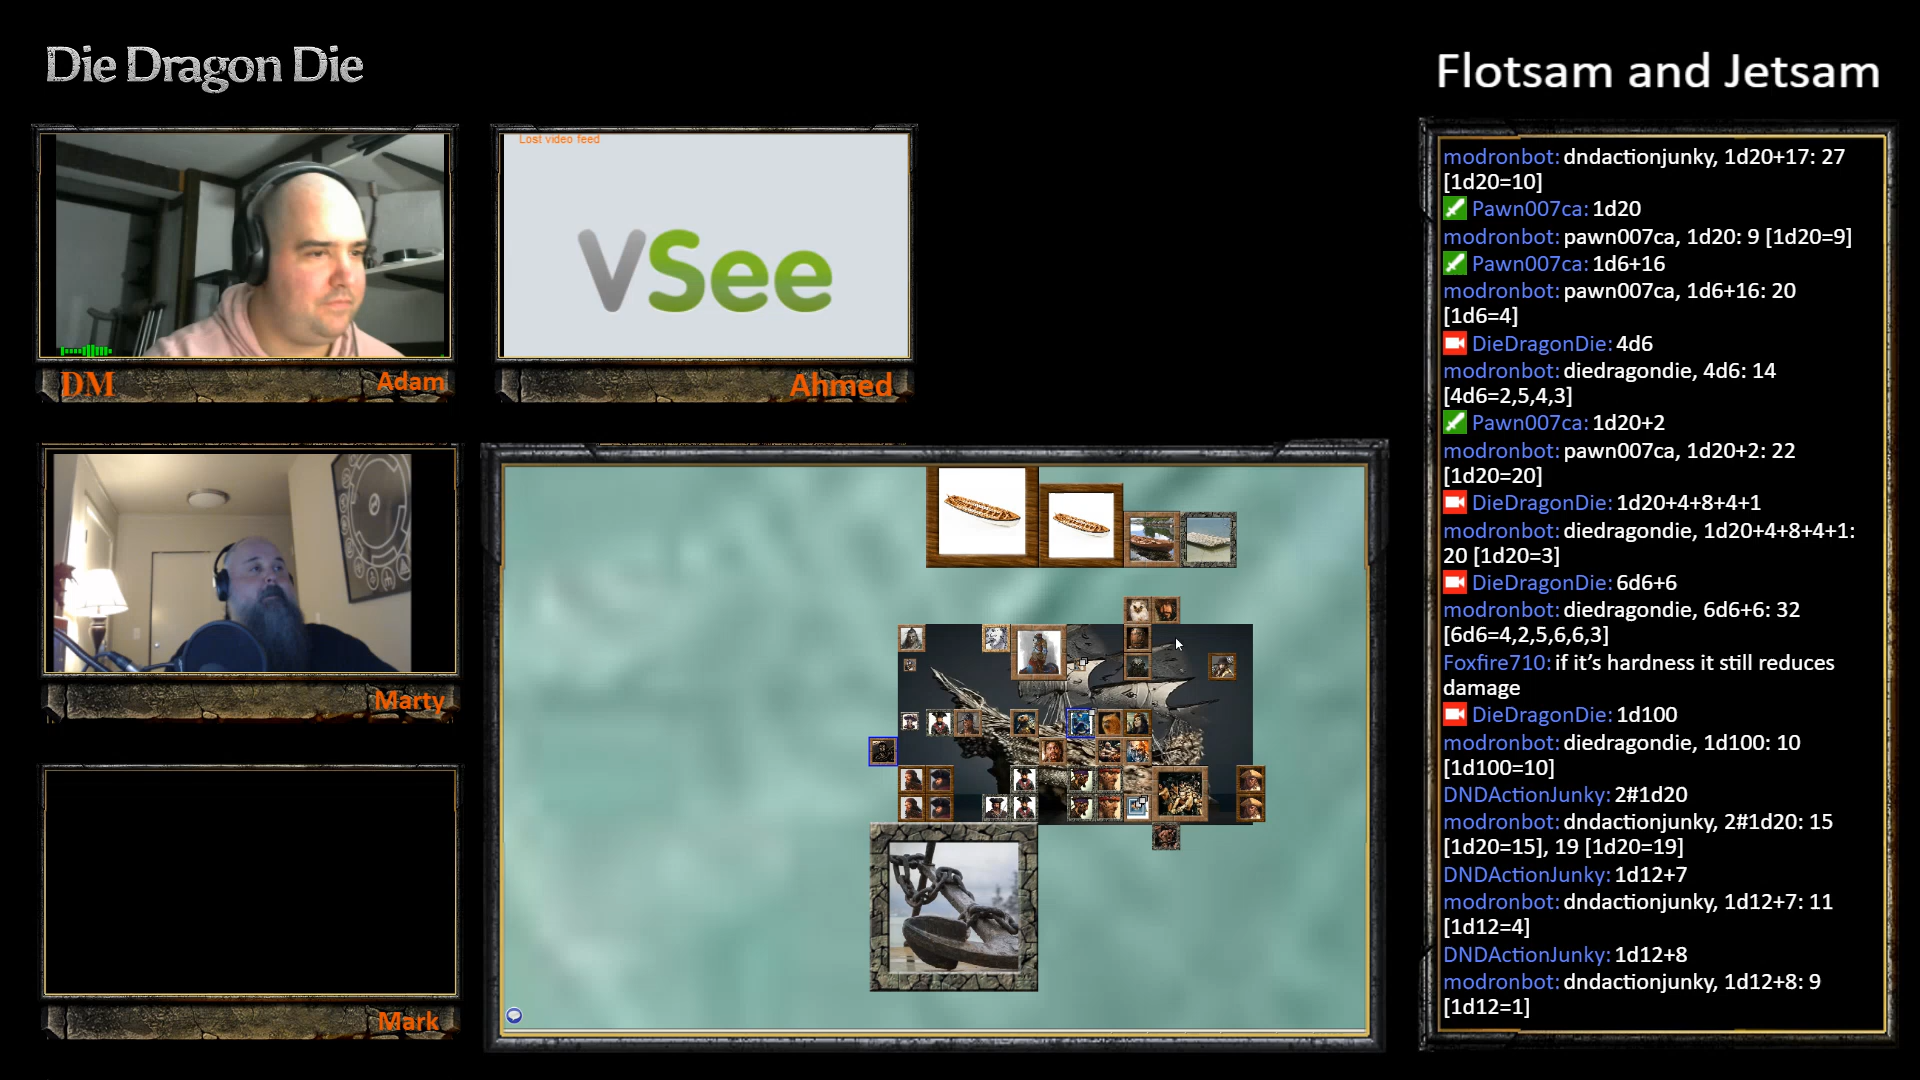 Die Dragon Die
Flotsam and Jetsam
Lost video feed
VSee
DM
Adam
Ahmed
Marty
Mark
modronbot: dndactionjunky, 1d20+17: 27
[1d20=10]
Pawn007ca: 1d20
modronbot: pawn007ca, 1d20: 9 [1d20=9]
Pawn007ca: 1d6+16
modronbot: pawn007ca, 1d6+16: 20
[1d6=4]
DieDragonDie: 4d6
modronbot: diedragondie, 4d6: 14
[4d6=2,5,4,3]
Pawn007ca: 1d20+2
modronbot: pawn007ca, 1d20+2: 22
[1d20=20]
DieDragonDie: 1d20+4+8+4+1
modronbot: diedragondie, 1d20+4+8+4+1:
20 [1d20=3]
DieDragonDie: 6d6+6
modronbot: diedragondie, 6d6+6: 32
[6d6=4,2,5,6,6,3]
Foxfire710: if it's hardness it still reduces
damage
DieDragonDie: 1d100
modronbot: diedragondie, 1d100: 10
[1d100=10]
DNDActionJunky: 2#1d20
modronbot: dndactionjunky, 2#1d20: 15
[1d20=15], 19 [1d20=19]
DNDActionJunky: 1d12+7
modronbot: dndactionjunky, 1d12+7: 11
[1d12=4]
DNDActionJunky: 1d12+8
modronbot: dndactionjunky, 1d12+8: 9
[1d12=1]